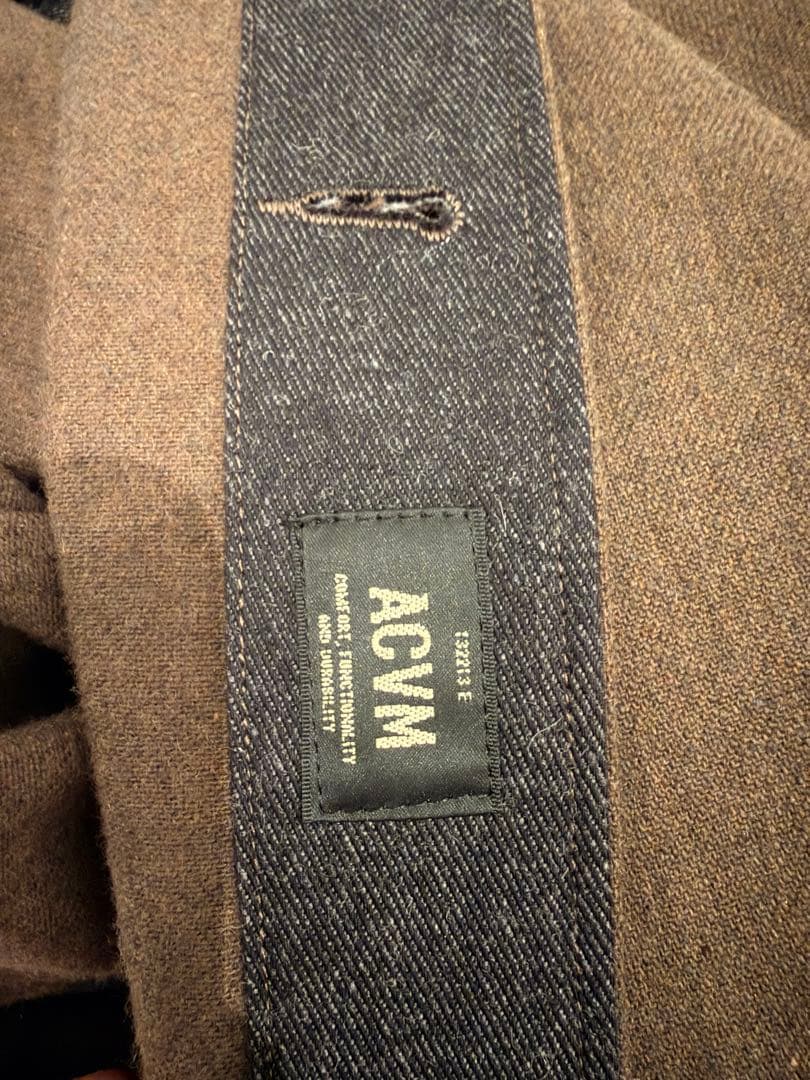 132213 E
ACVM
COMFORT, FUNCTIONALITY
AND DURABILITY